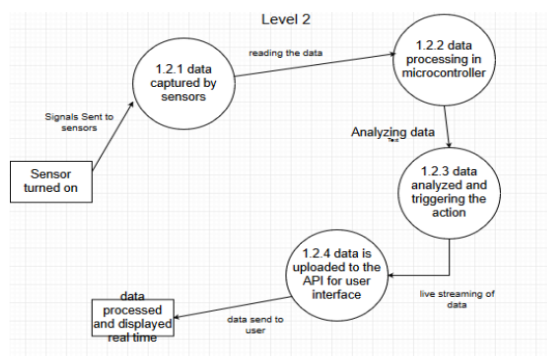 Level 2
reading the data
1.2.1 data
captured by
sensors
1.2.2 data
processing in
microcontroller
Signals Sent to
sensors
Analyzing data
Sensor
turned on
1.2.3 data
analyzed and
triggering the
action
1.2.4 data is
uploaded to the
API for user
interface
live streaming of
data
data
processed
and displayed
real time
data send to
user